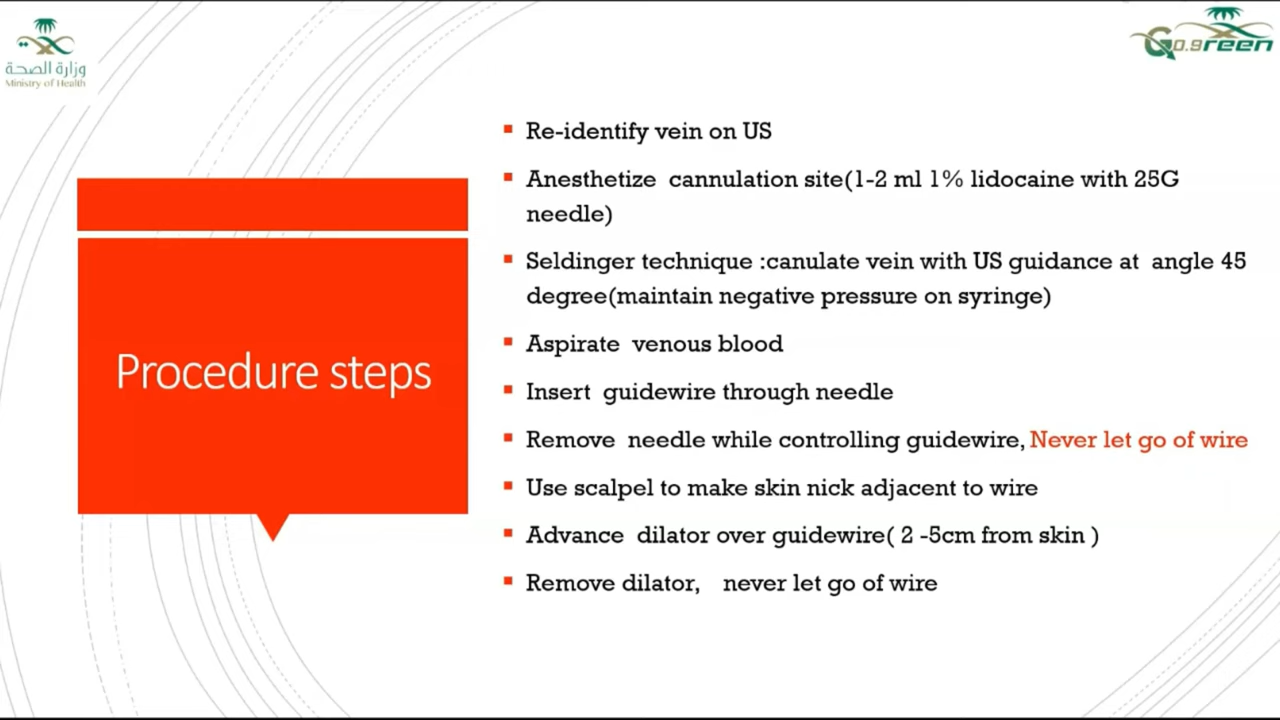 وزارة الصحة
Ministry of Health
Go.green
Procedure steps
Re-identify vein on US
Anesthetize cannulation site(1-2 ml 1% lidocaine with 25G
needle)
Seldinger technique :canulate vein with US guidance at angle 45
degree(maintain negative pressure on syringe)
Aspirate venous blood
Insert guidewire through needle
Remove needle while controlling guidewire, Never let go of wire
Use scalpel to make skin nick adjacent to wire
Advance dilator over guidewire( 2 -5cm from skin )
Remove dilator, never let go of wire